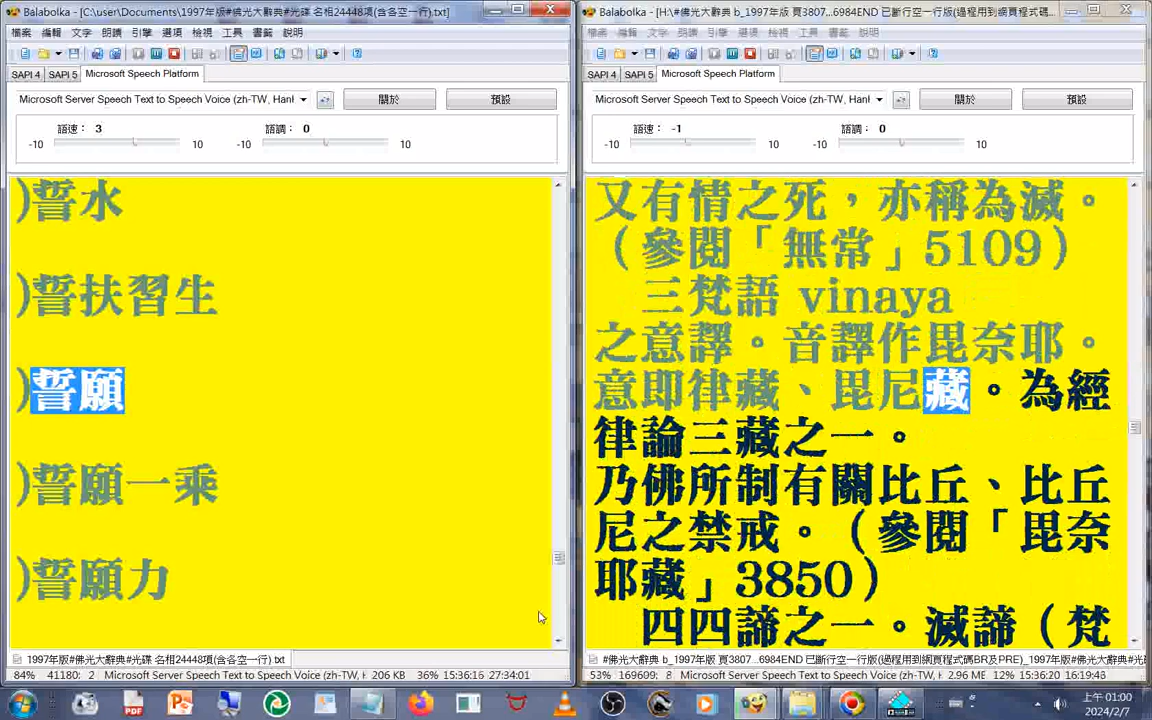 Balabolka - [C:\user\Documents\1997年版#佛光大辭典#光碟 名相24448項(含各空一行).txt]
檔案 編輯 文字 朗讀 引擎 選項 檢視 工具 書籤 說明
SAPI 4 SAPI 5 Microsoft Speech Platform
Microsoft Server Speech Text to Speech Voice (zh-TW, Hanl
關於 預設
語速： 3 語調： 0
-10 10 -10 10
)誓水
)誓扶習生
)誓願
)誓願一乘
)誓願力
1997年版#佛光大辭典#光碟 名相24448項(含各空一行).txt
84% 41180: 2 Microsoft Server Speech Text to Speech Voice (zh-TW, 206 KB 36% 15:36:16 27:34:01
Balabolka - [H:\#佛光大辭典 b_1997年版 頁3807...6984END 已斷行空一行版(過程用到網頁程式碼...
檔案 編輯 文字 朗讀 引擎 選項 檢視 工具 書籤 說明
SAPI 4 SAPI 5 Microsoft Speech Platform
Microsoft Server Speech Text to Speech Voice (zh-TW, Hanl
關於 預設
語速： -1 語調： 0
-10 10 -10 10
又有情之死，亦稱為滅。
（參閱「無常」5109）
三梵語 vinaya
之意譯。音譯作毘奈耶。
意即律藏、毘尼藏。為經
律論三藏之一。
乃佛所制有關比丘、比丘
尼之禁戒。（參閱「毘奈
耶藏」3850）
四四諦之一。滅諦（梵
#佛光大辭典 b_1997年版 頁3807...6984END 已斷行空一行版(過程用到網頁程式碼BR及PRE)_1997年版#佛光大辭典#光
53% 169609: 8 Microsoft Server Speech Text to Speech Voice (zh-T 2.96 ME 12% 15:36:20 16:19:48
上午 01:00
2024/2/7